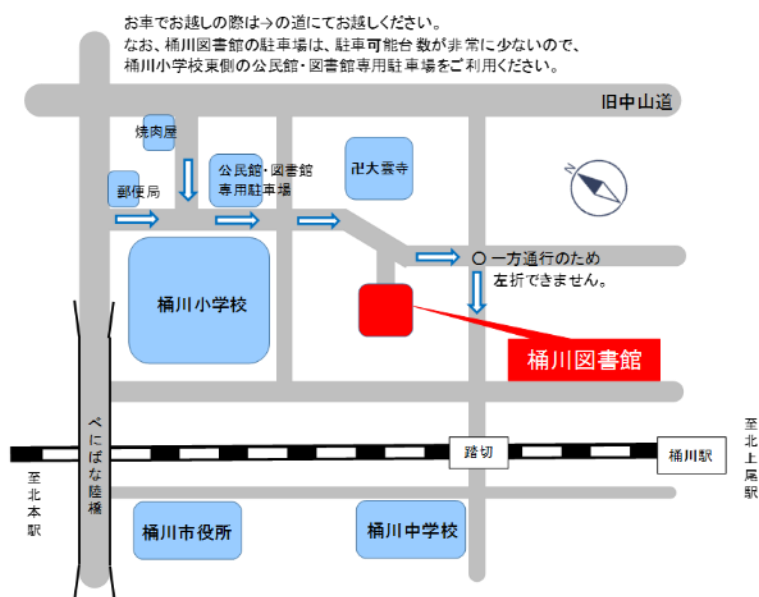 お車でお越しの際は→の道にてお越しください。
なお、桶川図書館の駐車場は、駐車可能台数が非常に少ないので、
桶川小学校東側の公民館・図書館専用駐車場をご利用ください。
旧中山道
焼肉屋
郵便局
公民館・図書館
専用駐車場
卍大雲寺
N
一方通行のため
左折できません。
桶川小学校
桶川図書館
べにばな陸橋
踏切
桶川駅
至北上尾駅
至北本駅
桶川市役所
桶川中学校